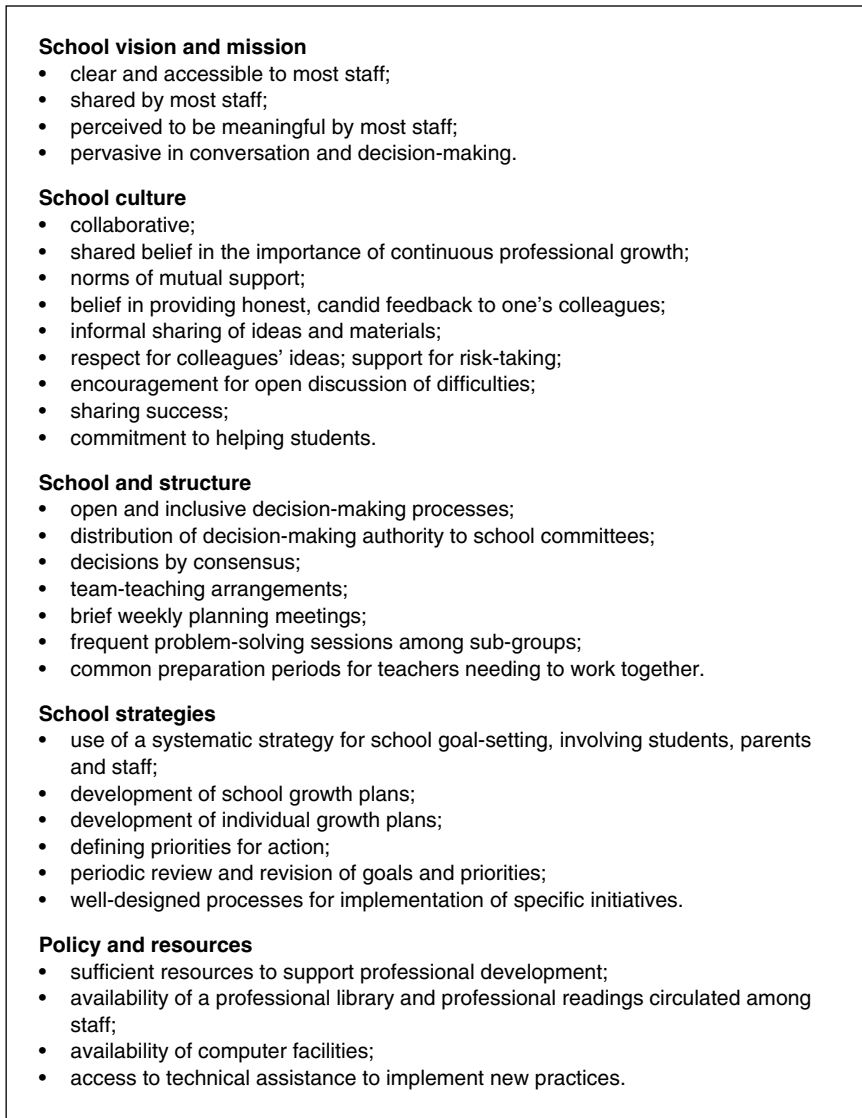 School vision and mission
• clear and accessible to most staff;
• shared by most staff;
• perceived to be meaningful by most staff;
• pervasive in conversation and decision-making.
School culture
• collaborative;
• shared belief in the importance of continuous professional growth;
• norms of mutual support;
• belief in providing honest, candid feedback to one’s colleagues;
• informal sharing of ideas and materials;
• respect for colleagues’ ideas; support for risk-taking;
• encouragement for open discussion of difficulties;
• sharing success;
• commitment to helping students.
School and structure
• open and inclusive decision-making processes;
• distribution of decision-making authority to school committees;
• decisions by consensus;
• team-teaching arrangements;
• brief weekly planning meetings;
• frequent problem-solving sessions among sub-groups;
• common preparation periods for teachers needing to work together.
School strategies
• use of a systematic strategy for school goal-setting, involving students, parents
and staff;
• development of school growth plans;
• development of individual growth plans;
• defining priorities for action;
• periodic review and revision of goals and priorities;
• well-designed processes for implementation of specific initiatives.
Policy and resources
• sufficient resources to support professional development;
• availability of a professional library and professional readings circulated among
staff;
• availability of computer facilities;
• access to technical assistance to implement new practices.